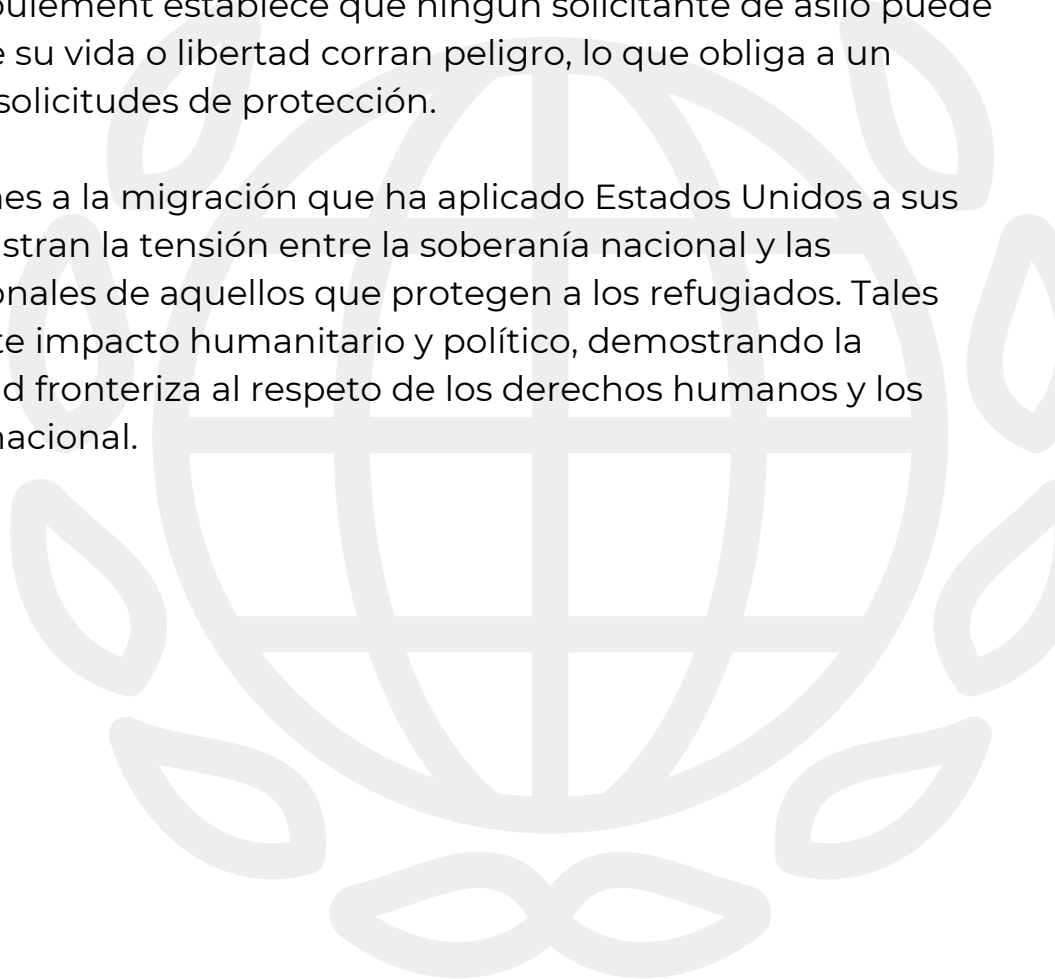 oulement establece que ningún solicitante de asilo puede
e su vida o libertad corran peligro, lo que obliga a un
solicitudes de protección.
nes a la migración que ha aplicado Estados Unidos a sus
stran la tensión entre la soberanía nacional y las
onales de aquellos que protegen a los refugiados. Tales
te impacto humanitario y político, demostrando la
d fronteriza al respeto de los derechos humanos y los
nacional.